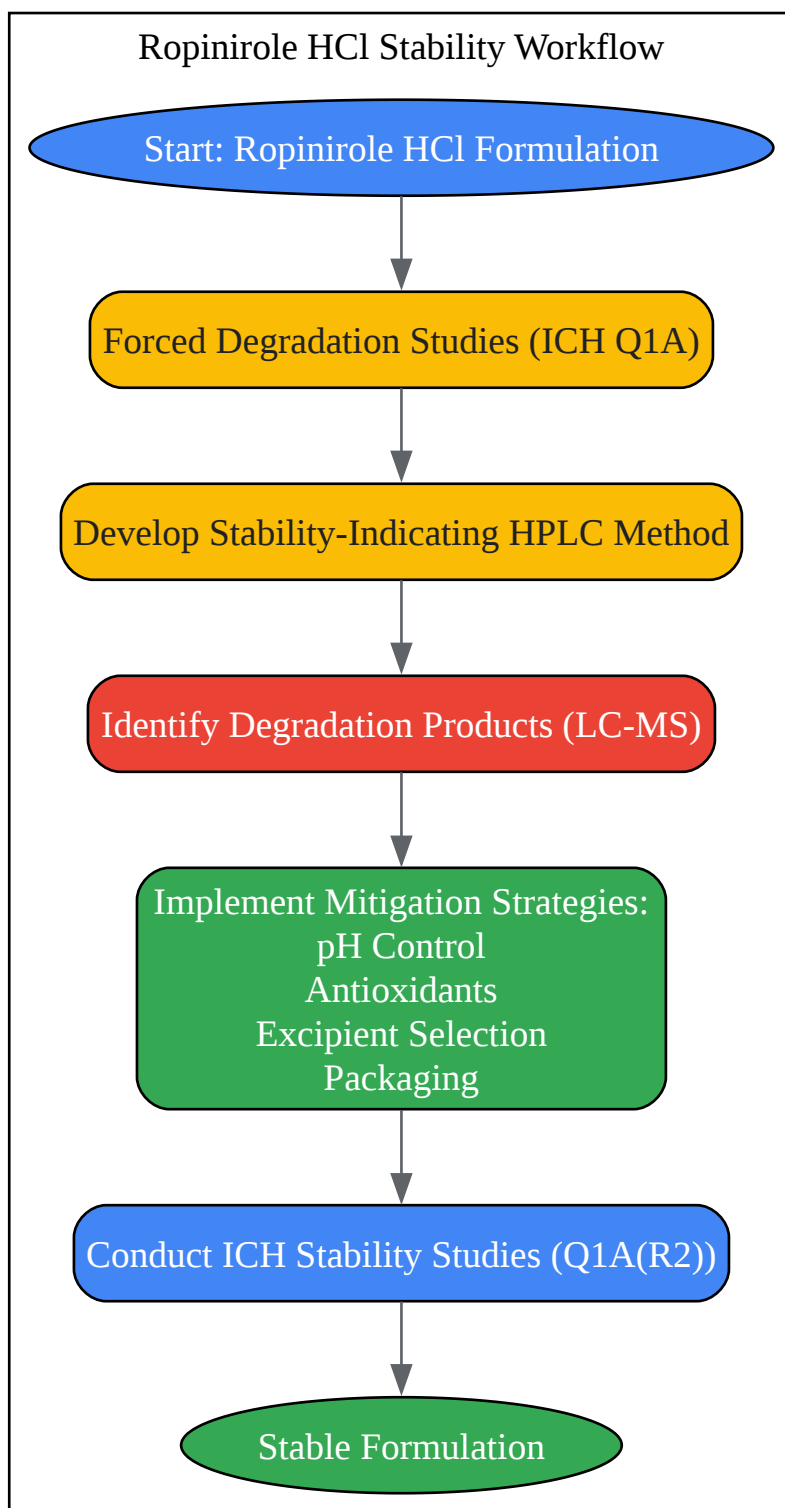 Ropinirole HCl Stability Workflow
Start: Ropinirole HCl Formulation
Forced Degradation Studies (ICH Q1A)
Develop Stability-Indicating HPLC Method
Identify Degradation Products (LC-MS)
Implement Mitigation Strategies:
pH Control
Antioxidants
Excipient Selection
Packaging
Conduct ICH Stability Studies (Q1A(R2))
Stable Formulation